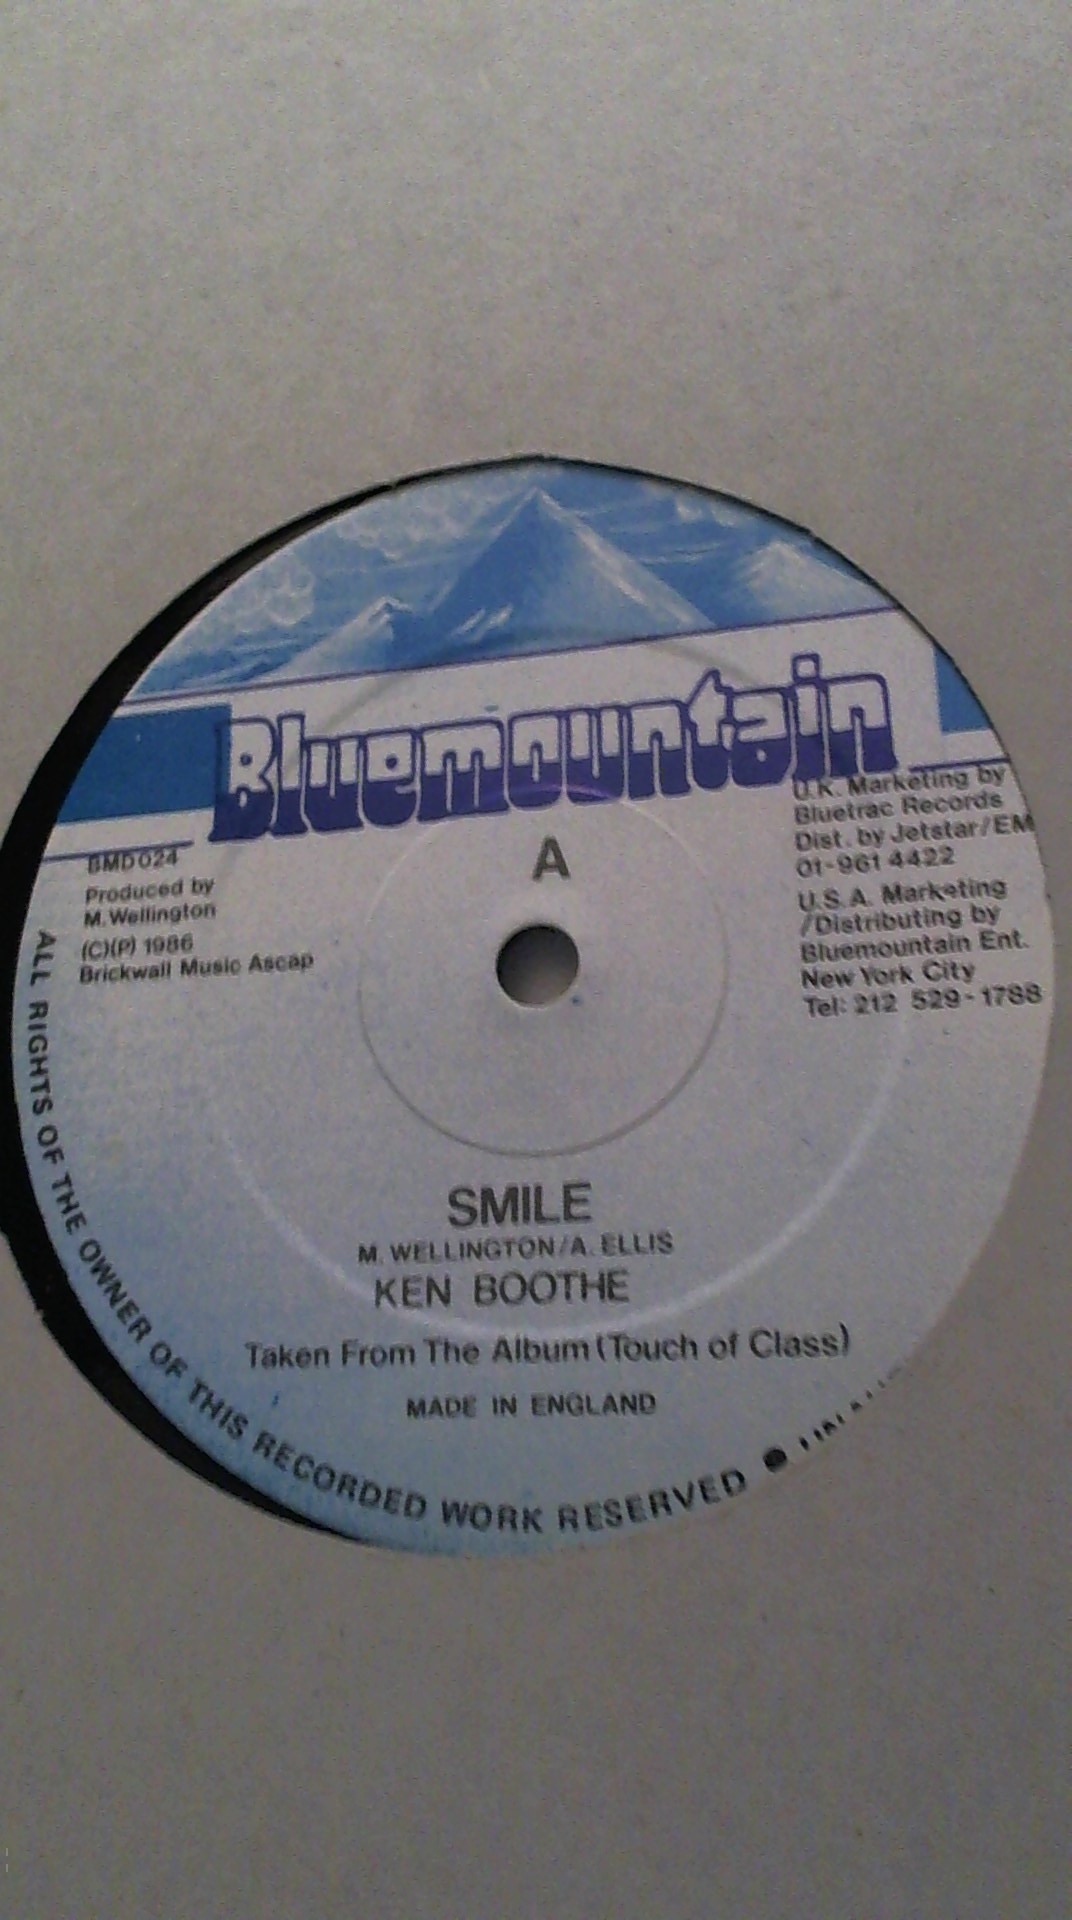 Bluemountain
A
BMD024
Produced by
M. Wellington
(C)(P) 1986
Brickwall Music Ascap
U.K. Marketing by
Bluetrac Records
Dist. by Jetstar/EM
01-961 4422
U.S.A. Marketing
/Distributing by
Bluemountain Ent.
New York City
Tel: 212 529-1788
SMILE
M. WELLINGTON/A. ELLIS
KEN BOOTHE
Taken From The Album (Touch of Class)
MADE IN ENGLAND
ALL RIGHTS OF THE OWNER OF THIS RECORDED WORK RESERVED ●